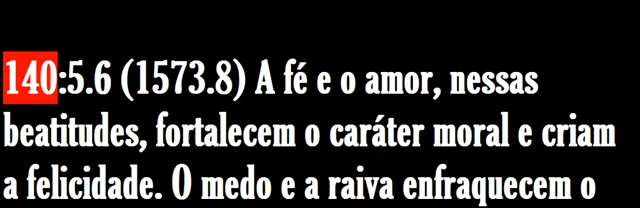 140:5.6 (1573.8) A fé e o amor, nessas
beatitudes, fortalecem o caráter moral e criam
a felicidade. O medo e a raiva enfraquecem o